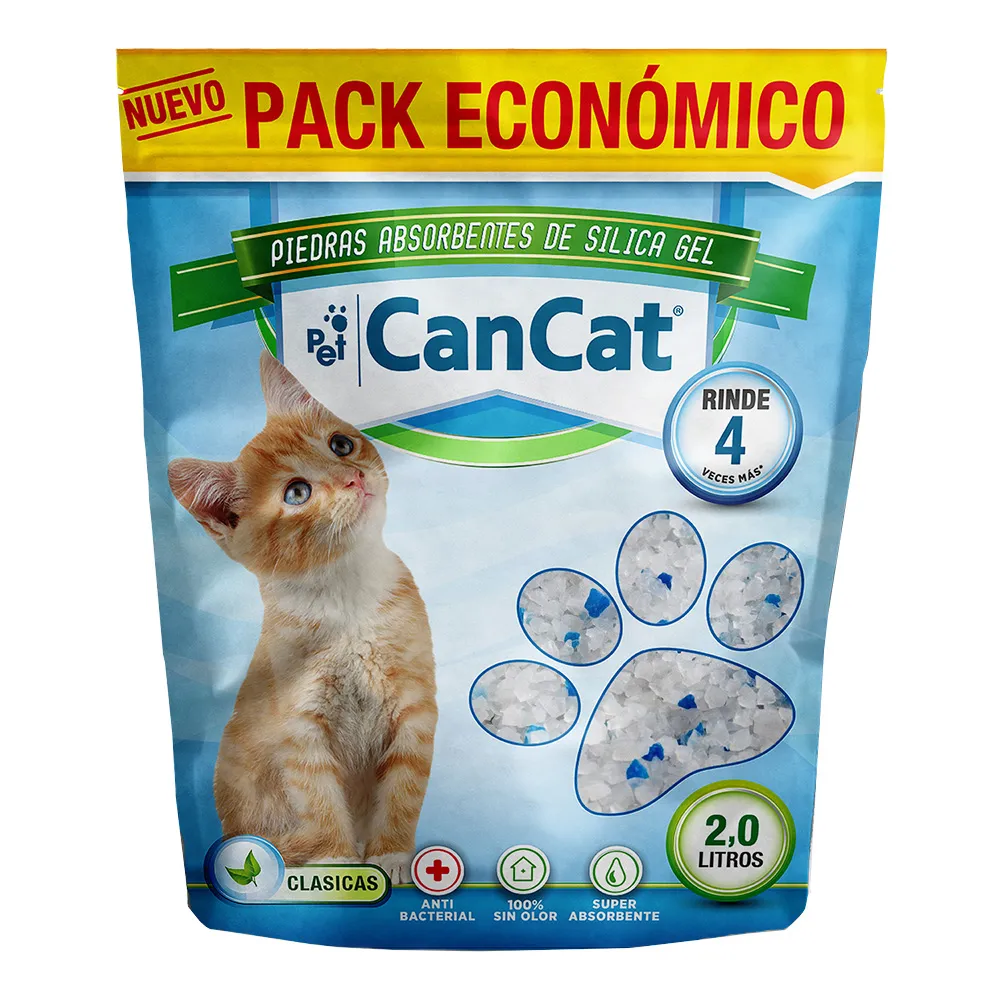 NUEVO PACK ECONÓMICO
PIEDRAS ABSORBENTES DE SILICA GEL
Pet CanCat®
RINDE
4
VECES MÁS*
2,0
LITROS
CLASICAS
ANTI
BACTERIAL
100%
SIN OLOR
SUPER
ABSORBENTE